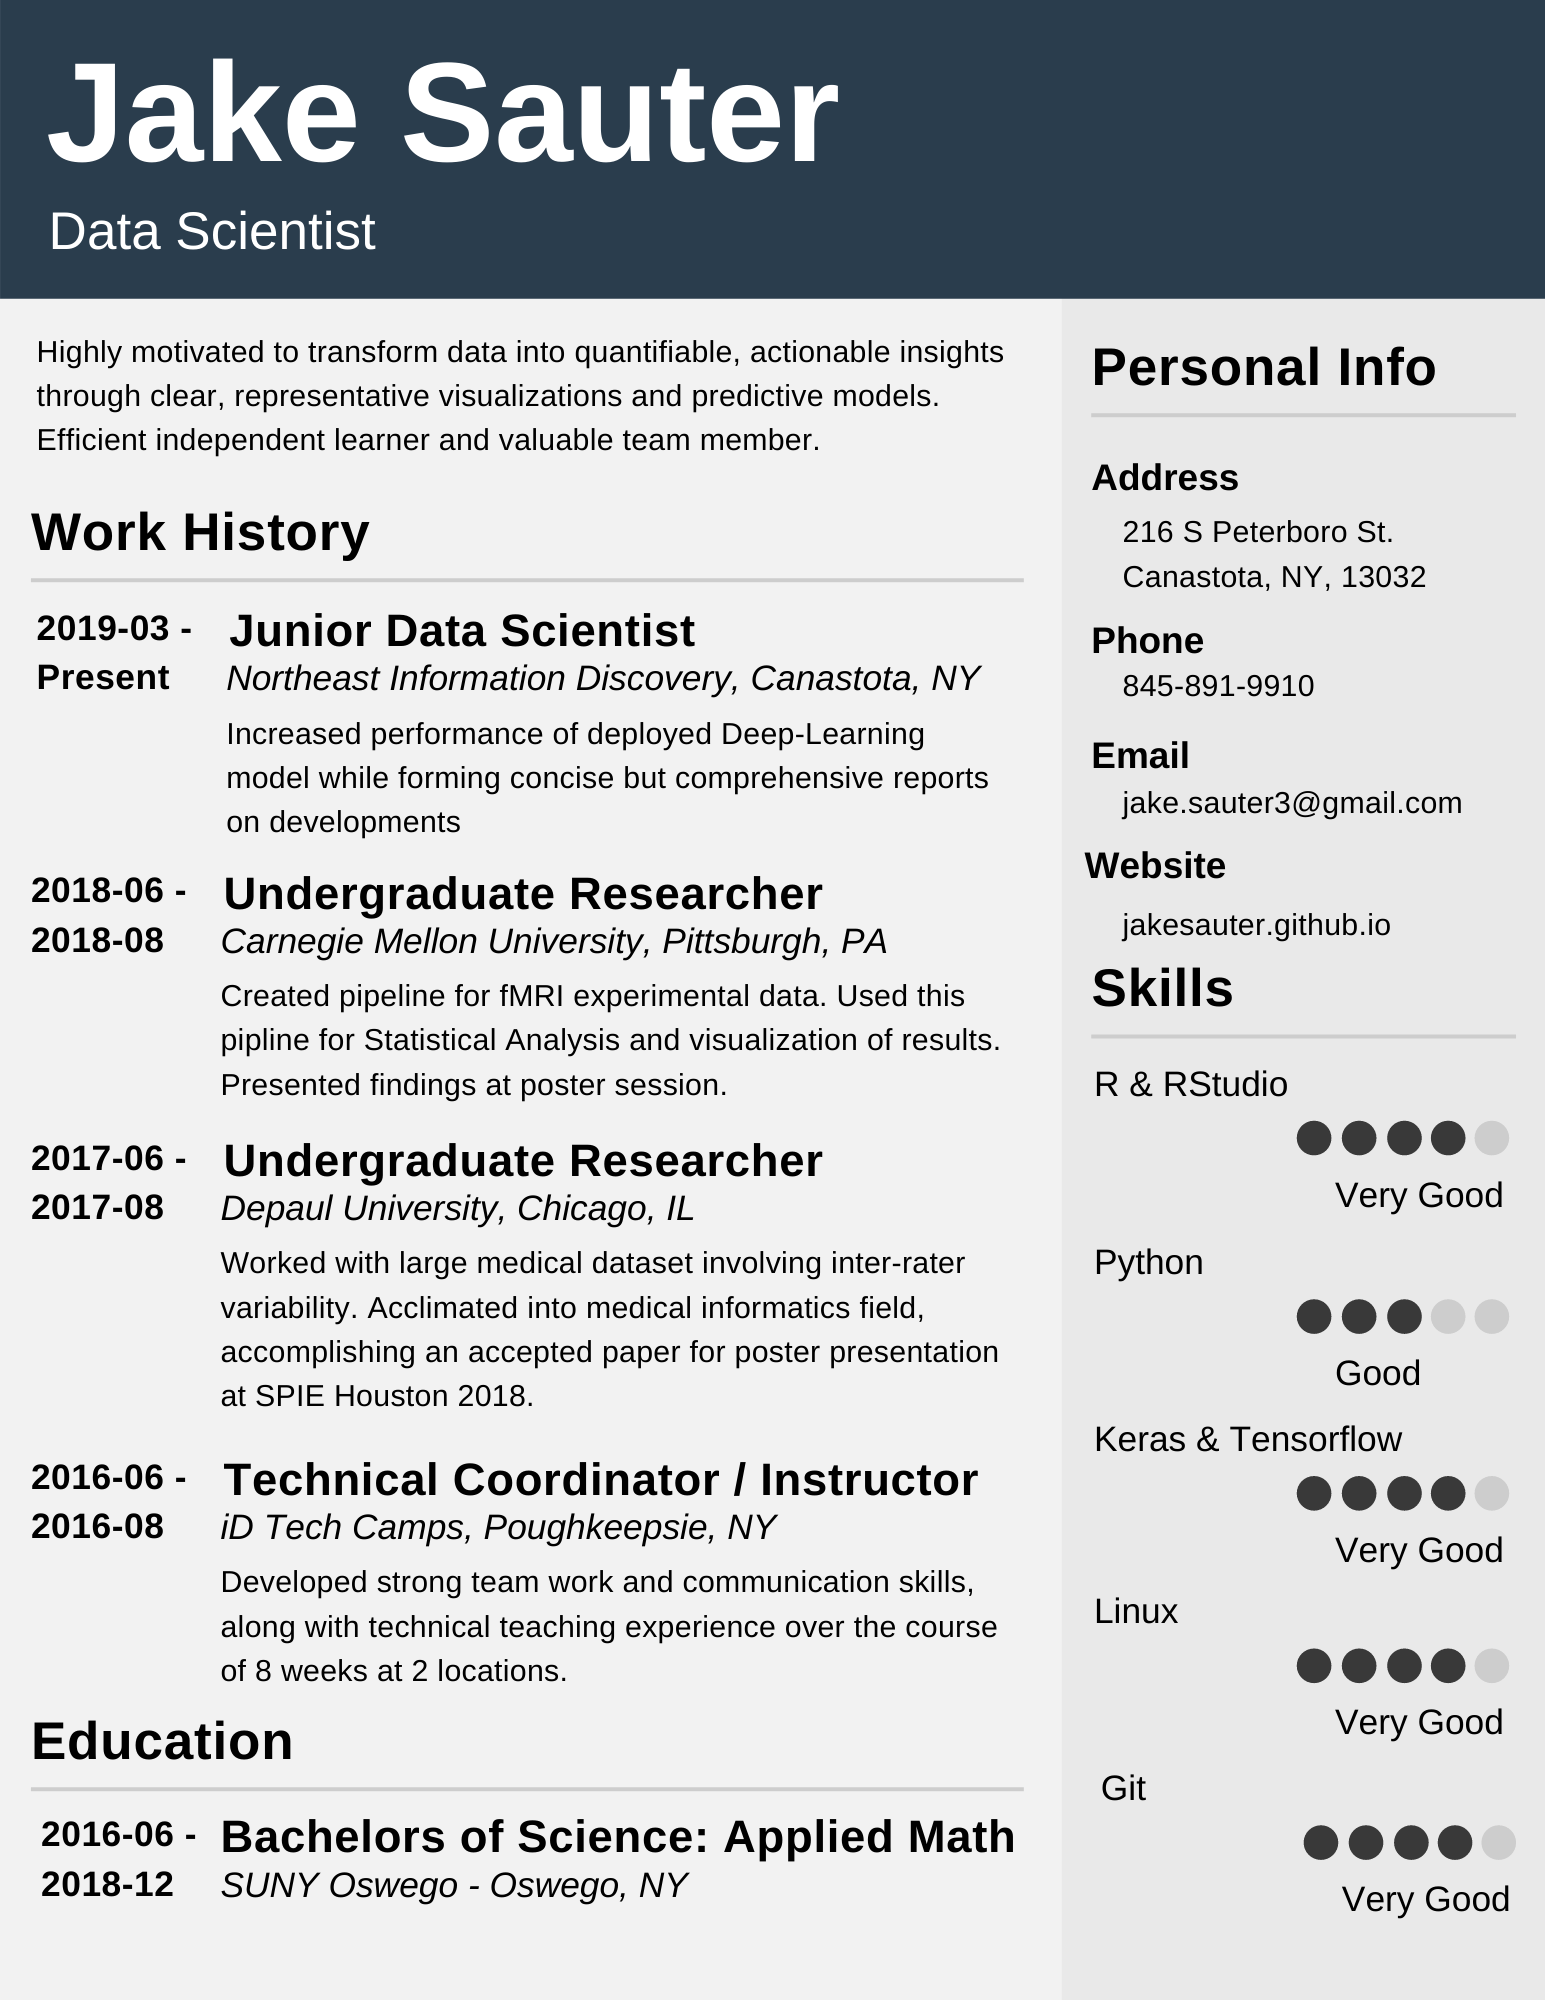 Jake Sauter
Data Scientist
Highly motivated to transform data into quantifiable, actionable insights
through clear, representative visualizations and predictive models.
Efficient independent learner and valuable team member.
Work History
2019-03 -
Present
Junior Data Scientist
Northeast Information Discovery, Canastota, NY
Increased performance of deployed Deep-Learning
model while forming concise but comprehensive reports
on developments
2018-06 -
2018-08
Undergraduate Researcher
Carnegie Mellon University, Pittsburgh, PA
Created pipeline for fMRI experimental data. Used this
pipline for Statistical Analysis and visualization of results.
Presented findings at poster session.
2017-06 -
2017-08
Undergraduate Researcher
Depaul University, Chicago, IL
Worked with large medical dataset involving inter-rater
variability. Acclimated into medical informatics field,
accomplishing an accepted paper for poster presentation
at SPIE Houston 2018.
2016-06 -
2016-08
Technical Coordinator / Instructor
iD Tech Camps, Poughkeepsie, NY
Developed strong team work and communication skills,
along with technical teaching experience over the course
of 8 weeks at 2 locations.
Education
2016-06 -
2018-12
Bachelors of Science: Applied Math
SUNY Oswego - Oswego, NY
Personal Info
Address
216 S Peterboro St.
Canastota, NY, 13032
Phone
845-891-9910
Email
jake.sauter3@gmail.com
Website
jakesauter.github.io
Skills
R & RStudio
Very Good
Python
Good
Keras & Tensorflow
Very Good
Linux
Very Good
Git
Very Good